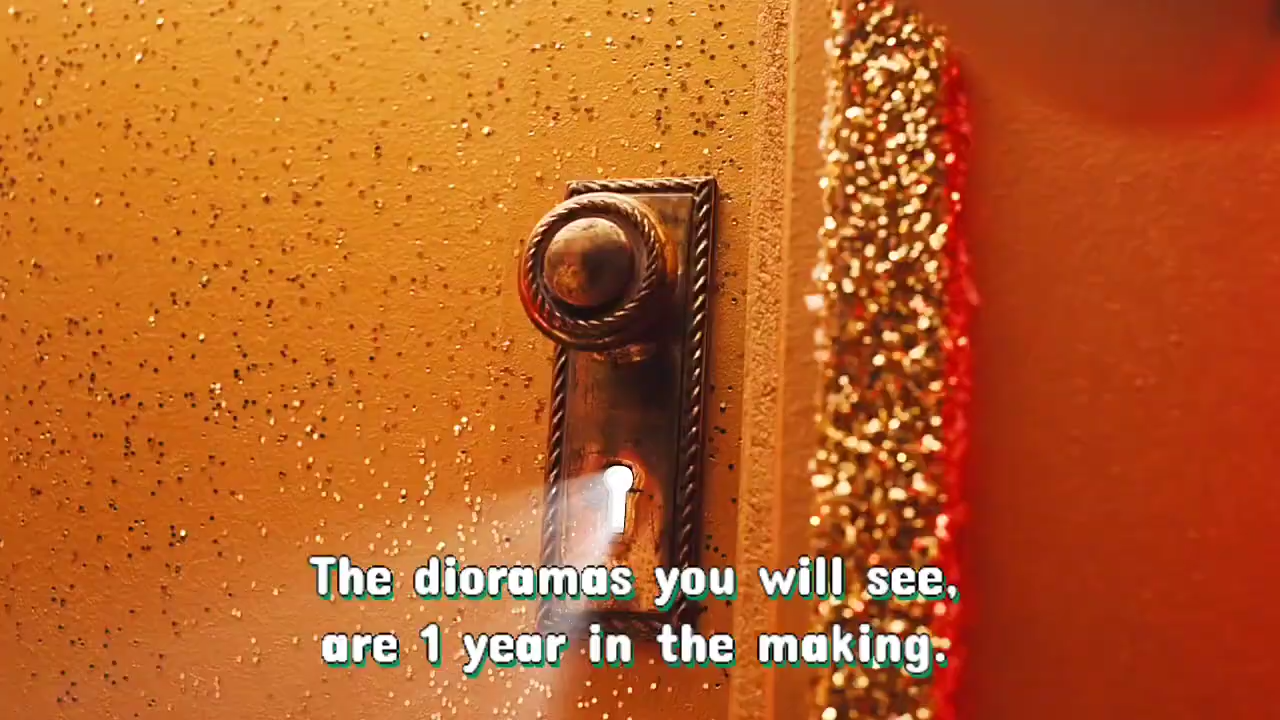 The dioramas you will see,
are 1 year in the making.